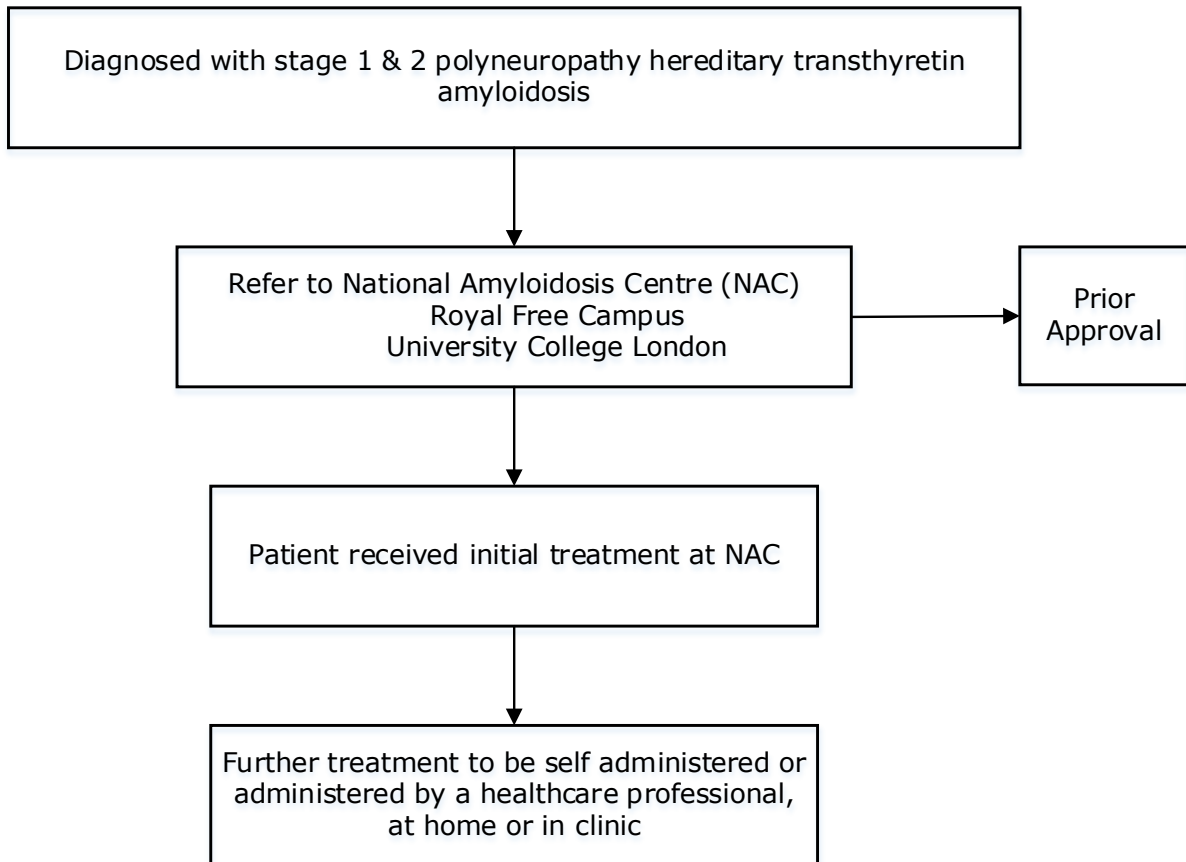 Diagnosed with stage 1 & 2 polyneuropathy hereditary transthyretin
amyloidosis
Refer to National Amyloidosis Centre (NAC)
Royal Free Campus
University College London
Prior
Approval
Patient received initial treatment at NAC
Further treatment to be self administered or
administered by a healthcare professional,
at home or in clinic